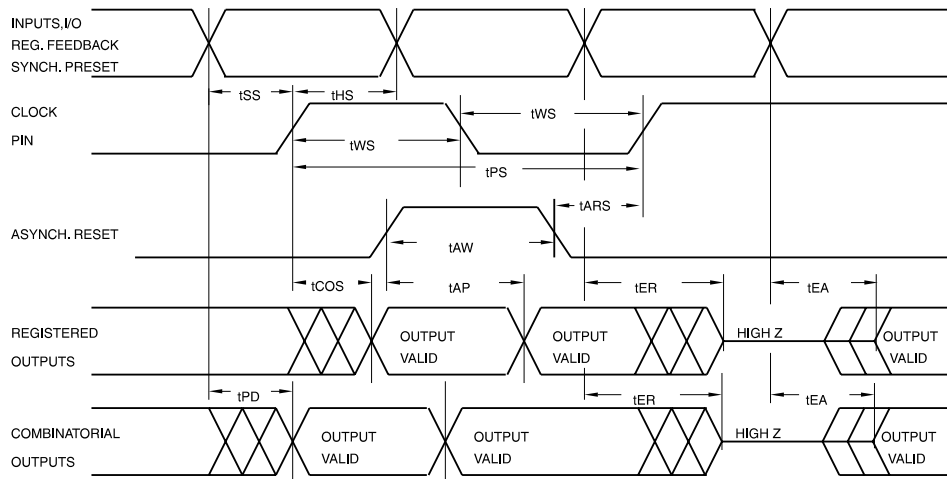 INPUTS,I/O
REG. FEEDBACK
SYNCH. PRESET
tSS
tHS
CLOCK
PIN
tWS
tWS
tPS
tARS
ASYNCH. RESET
tAW
tCOS
tAP
tER
tEA
REGISTERED
OUTPUTS
OUTPUT
VALID
OUTPUT
VALID
HIGH Z
OUTPUT
VALID
tPD
tER
tEA
COMBINATORIAL
OUTPUTS
OUTPUT
VALID
OUTPUT
VALID
HIGH Z
OUTPUT
VALID